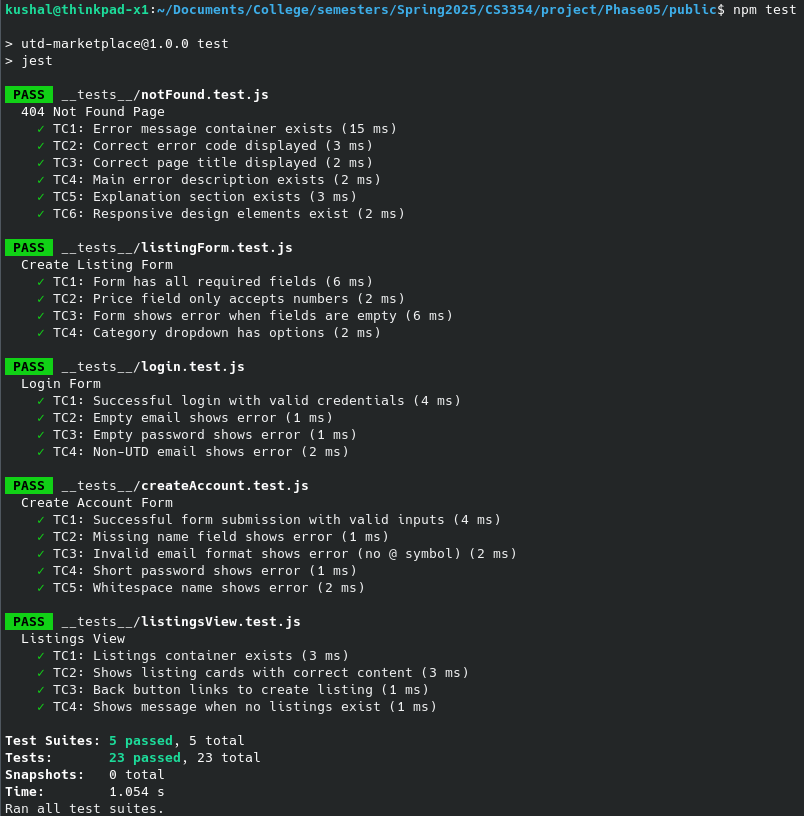 kushal@thinkpad-x1:~/Documents/College/semesters/Spring2025/CS3354/project/Phase05/public$ npm test
> utd-marketplace@1.0.0 test
> jest
PASS __tests__/notFound.test.js
404 Not Found Page
✓ TC1: Error message container exists (15 ms)
✓ TC2: Correct error code displayed (3 ms)
✓ TC3: Correct page title displayed (2 ms)
✓ TC4: Main error description exists (2 ms)
✓ TC5: Explanation section exists (3 ms)
✓ TC6: Responsive design elements exist (2 ms)
PASS __tests__/listingForm.test.js
Create Listing Form
✓ TC1: Form has all required fields (6 ms)
✓ TC2: Price field only accepts numbers (2 ms)
✓ TC3: Form shows error when fields are empty (6 ms)
✓ TC4: Category dropdown has options (2 ms)
PASS __tests__/login.test.js
Login Form
✓ TC1: Successful login with valid credentials (4 ms)
✓ TC2: Empty email shows error (1 ms)
✓ TC3: Empty password shows error (1 ms)
✓ TC4: Non-UTD email shows error (2 ms)
PASS __tests__/createAccount.test.js
Create Account Form
✓ TC1: Successful form submission with valid inputs (4 ms)
✓ TC2: Missing name field shows error (1 ms)
✓ TC3: Invalid email format shows error (no @ symbol) (2 ms)
✓ TC4: Short password shows error (1 ms)
✓ TC5: Whitespace name shows error (2 ms)
PASS __tests__/listingsView.test.js
Listings View
✓ TC1: Listings container exists (3 ms)
✓ TC2: Shows listing cards with correct content (3 ms)
✓ TC3: Back button links to create listing (1 ms)
✓ TC4: Shows message when no listings exist (1 ms)
Test Suites: 5 passed, 5 total
Tests: 23 passed, 23 total
Snapshots: 0 total
Time: 1.054 s
Ran all test suites.